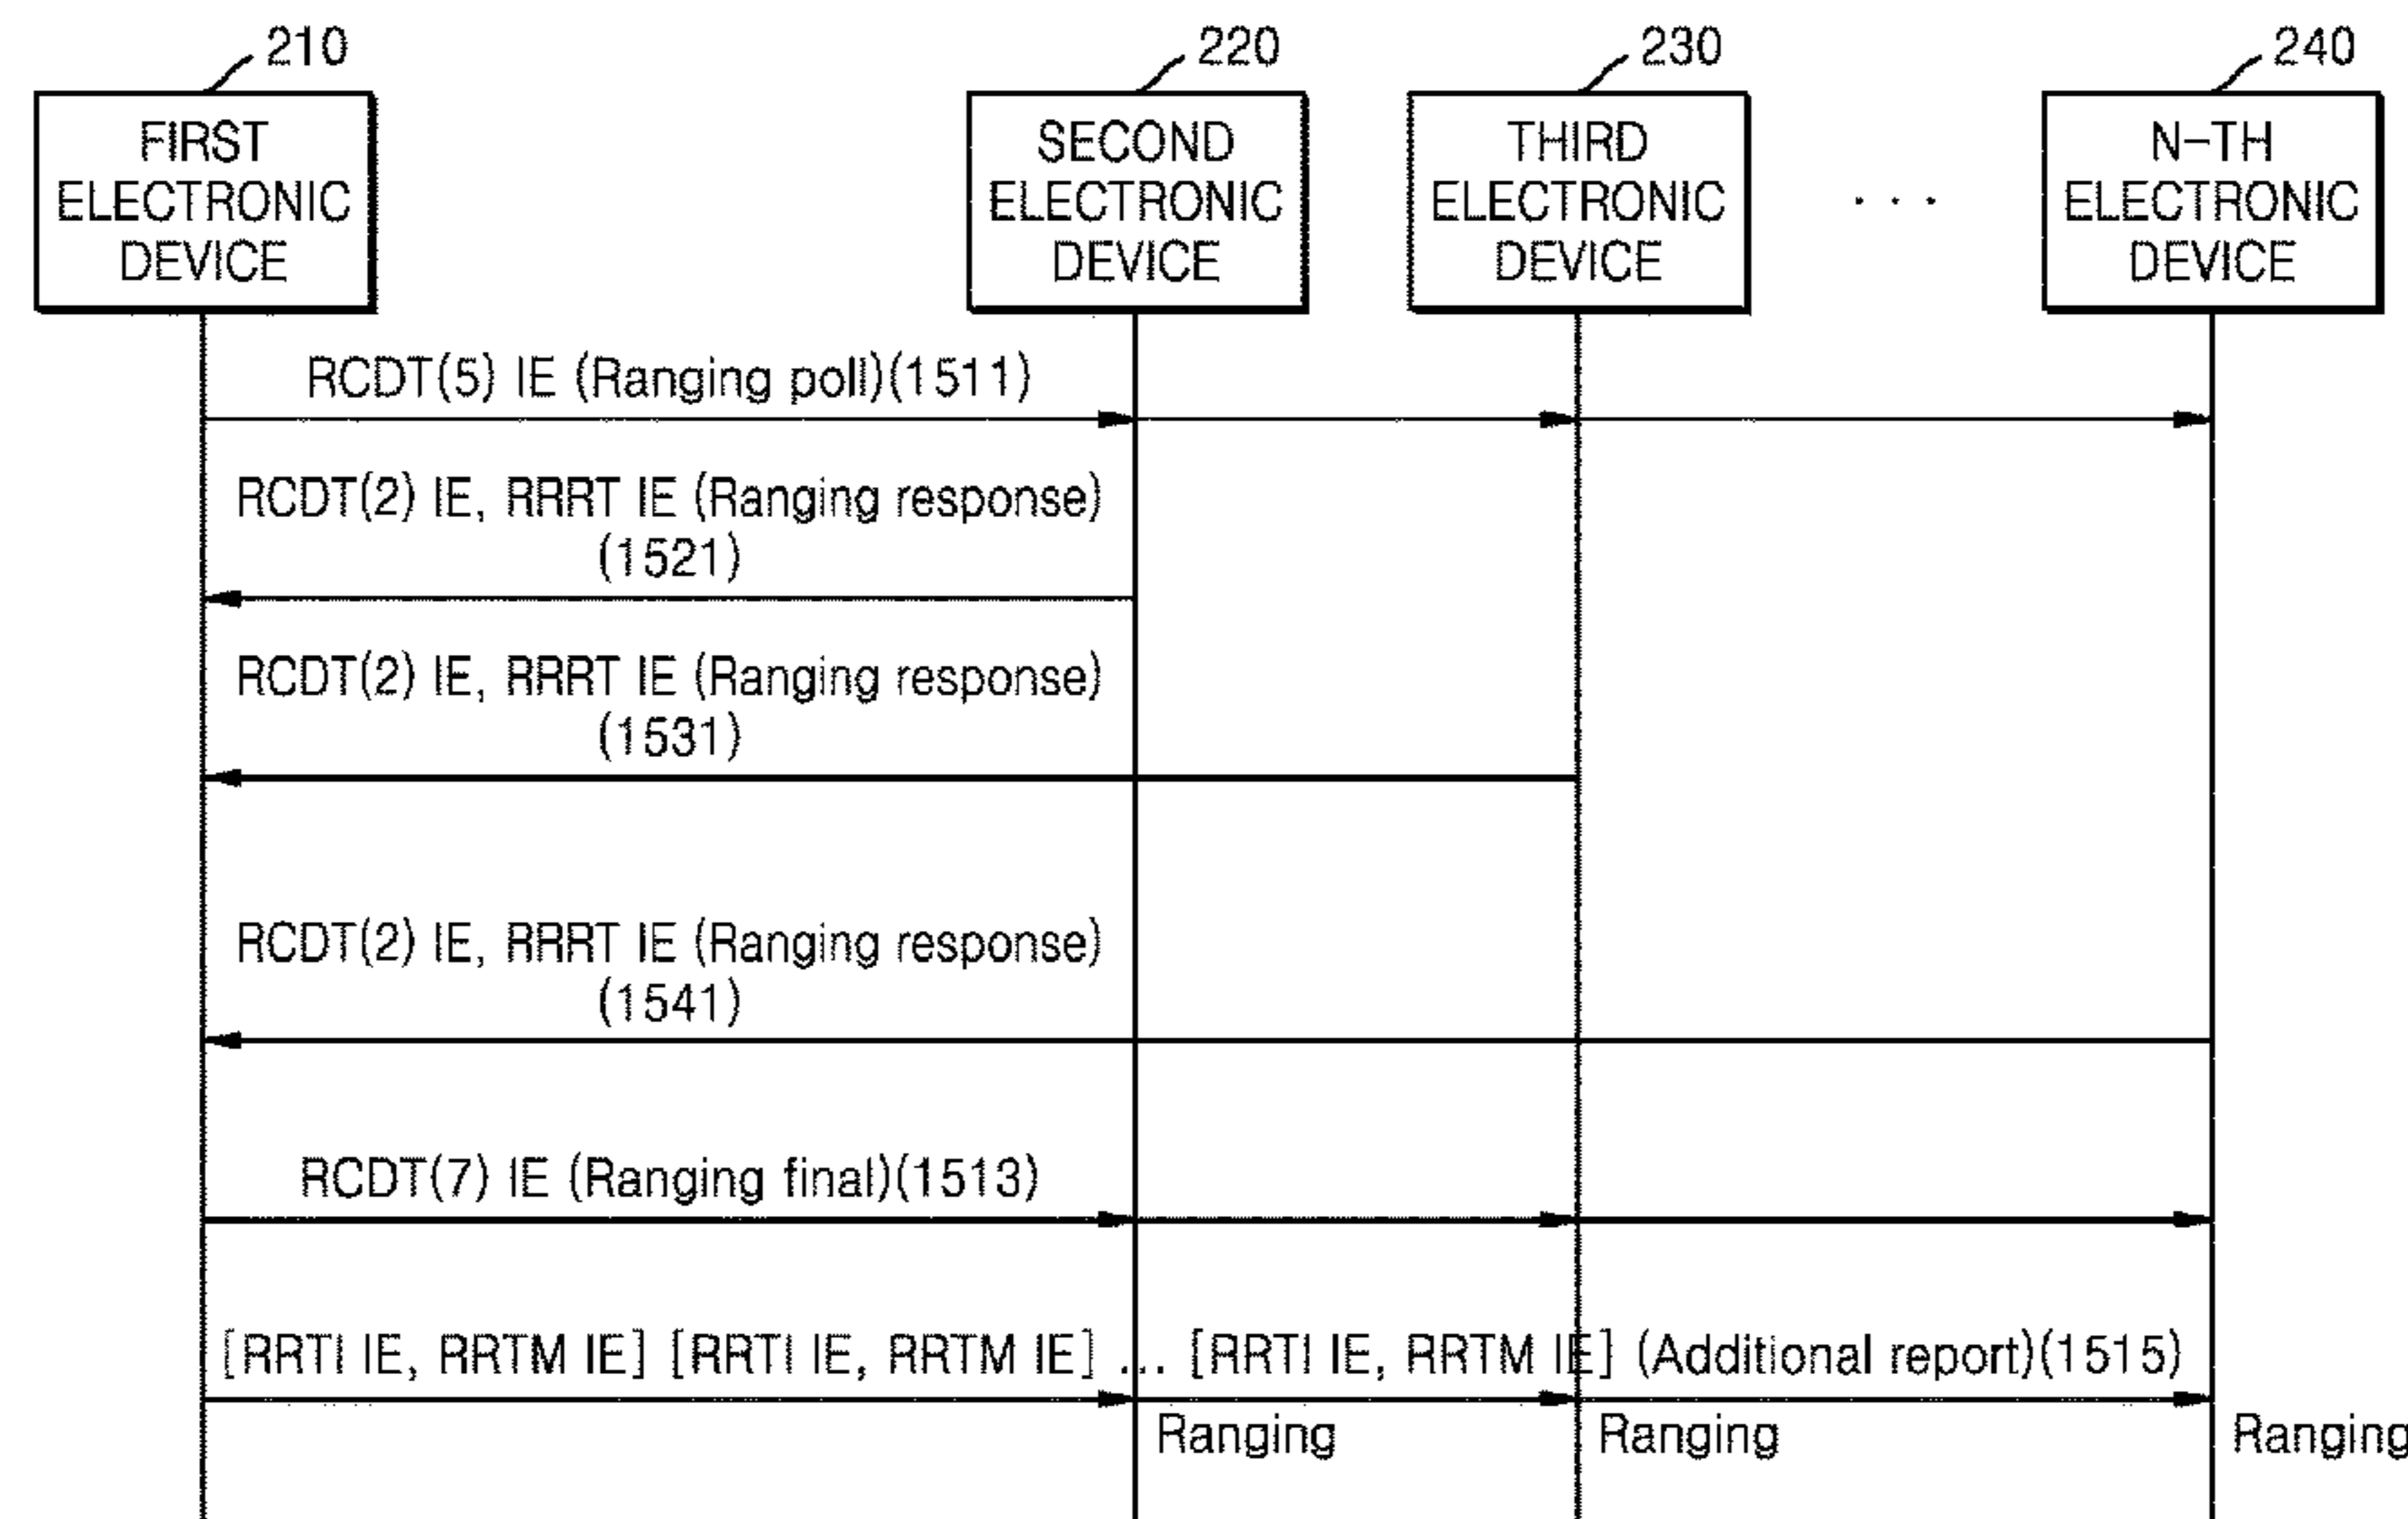 210
220
230
240
FIRST
ELECTRONIC
DEVICE
SECOND
ELECTRONIC
DEVICE
THIRD
ELECTRONIC
DEVICE
. . .
N-TH
ELECTRONIC
DEVICE
RCDT(5) IE (Ranging poll)(1511)
RCDT(2) IE, RRRT IE (Ranging response)
(1521)
RCDT(2) IE, RRRT IE (Ranging response)
(1531)
RCDT(2) IE, RRRT IE (Ranging response)
(1541)
RCDT(7) IE (Ranging final)(1513)
[RRTI IE, RRTM IE] [RRTI IE, RRTM IE] ... [RRTI IE, RRTM IE] (Additional report)(1515)
Ranging
Ranging
Ranging